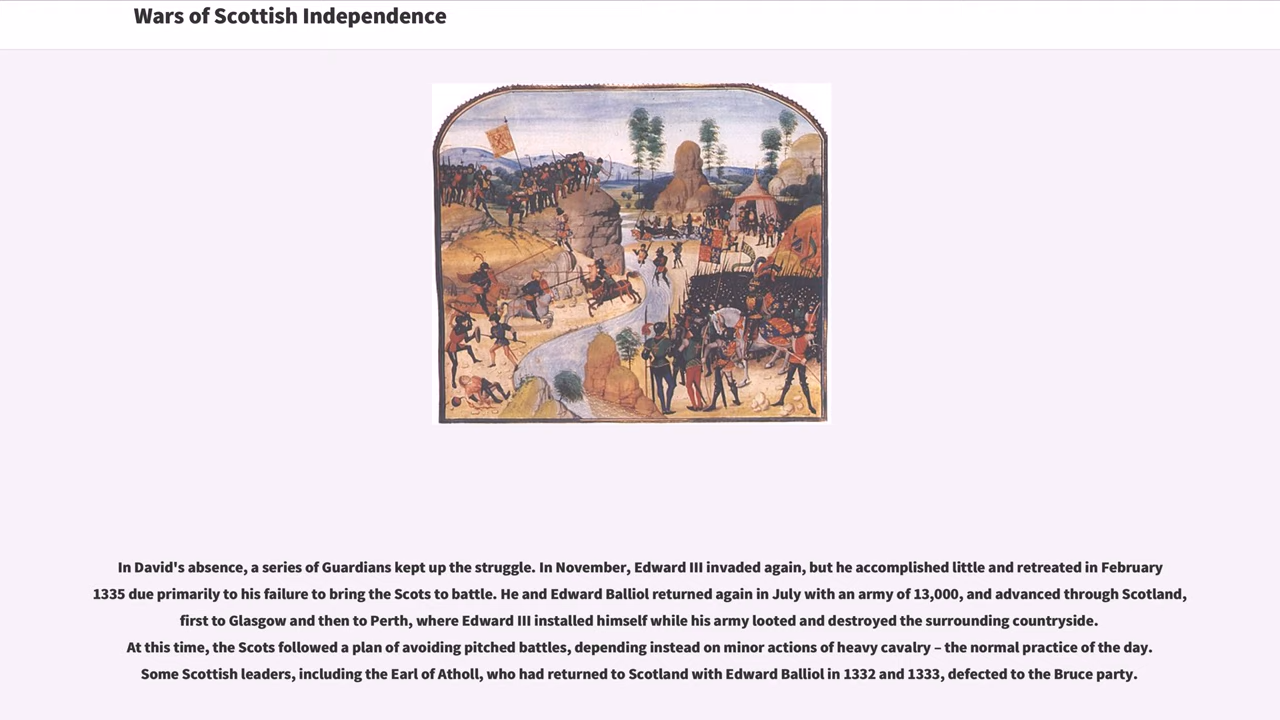 Wars of Scottish Independence
In David's absence, a series of Guardians kept up the struggle. In November, Edward III invaded again, but he accomplished little and retreated in February
1335 due primarily to his failure to bring the Scots to battle. He and Edward Balliol returned again in July with an army of 13,000, and advanced through Scotland,
first to Glasgow and then to Perth, where Edward III installed himself while his army looted and destroyed the surrounding countryside.
At this time, the Scots followed a plan of avoiding pitched battles, depending instead on minor actions of heavy cavalry – the normal practice of the day.
Some Scottish leaders, including the Earl of Atholl, who had returned to Scotland with Edward Balliol in 1332 and 1333, defected to the Bruce party.